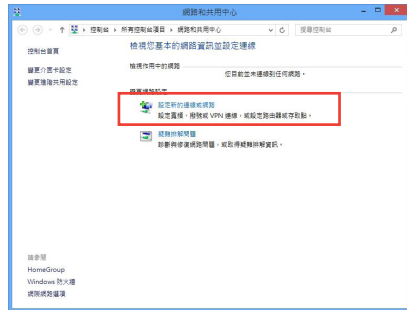 網路和共用中心
控制台 ▸ 所有控制台項目 ▸ 網路和共用中心
搜尋控制台
控制台首頁
變更介面卡設定
變更進階共用設定
檢視您基本的網路資訊並設定連線
檢視作用中的網路
您目前並未連線到任何網路。
變更網路設定
設定新的連線或網路
設定寬頻、撥號或 VPN 連線，或設定路由器或存取點。
疑難排解問題
診斷與修復網路問題，或取得疑難排解資訊。
請參閱
HomeGroup
Windows 防火牆
網際網路選項